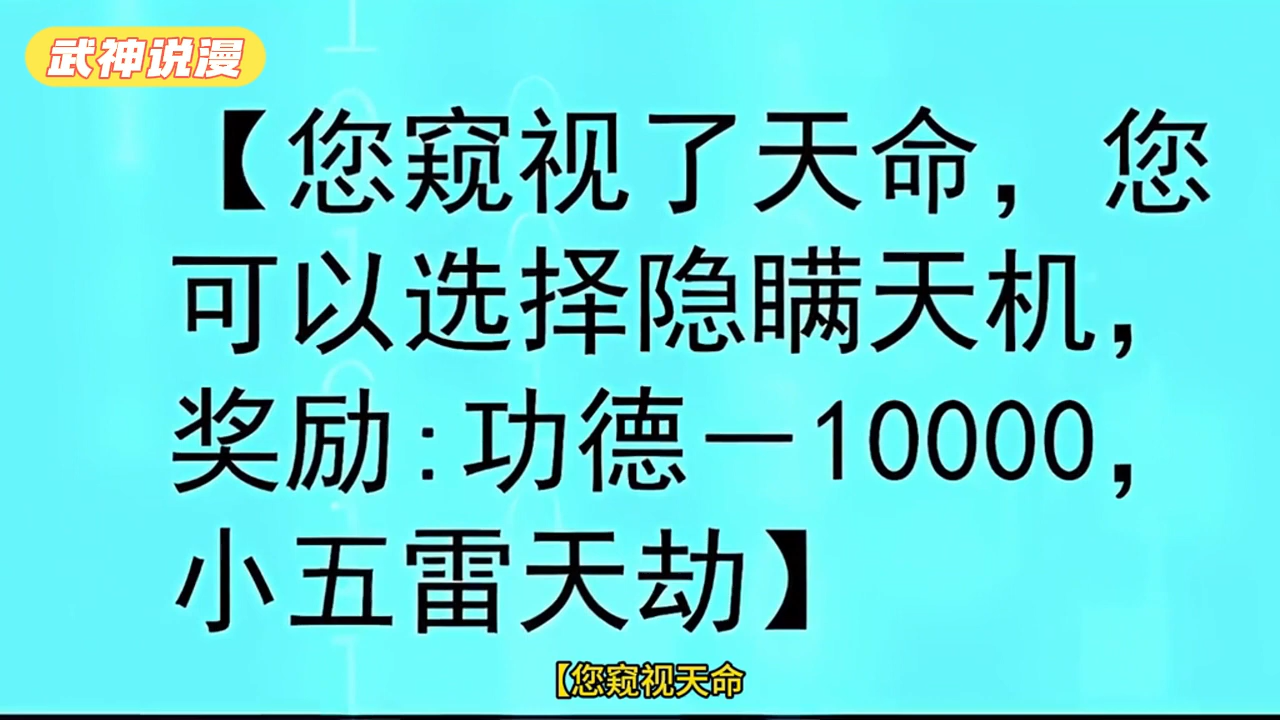 武神说漫
【您窥视了天命，您
可以选择隐瞒天机，
奖励:功德－10000，
小五雷天劫】
【您窥视天命